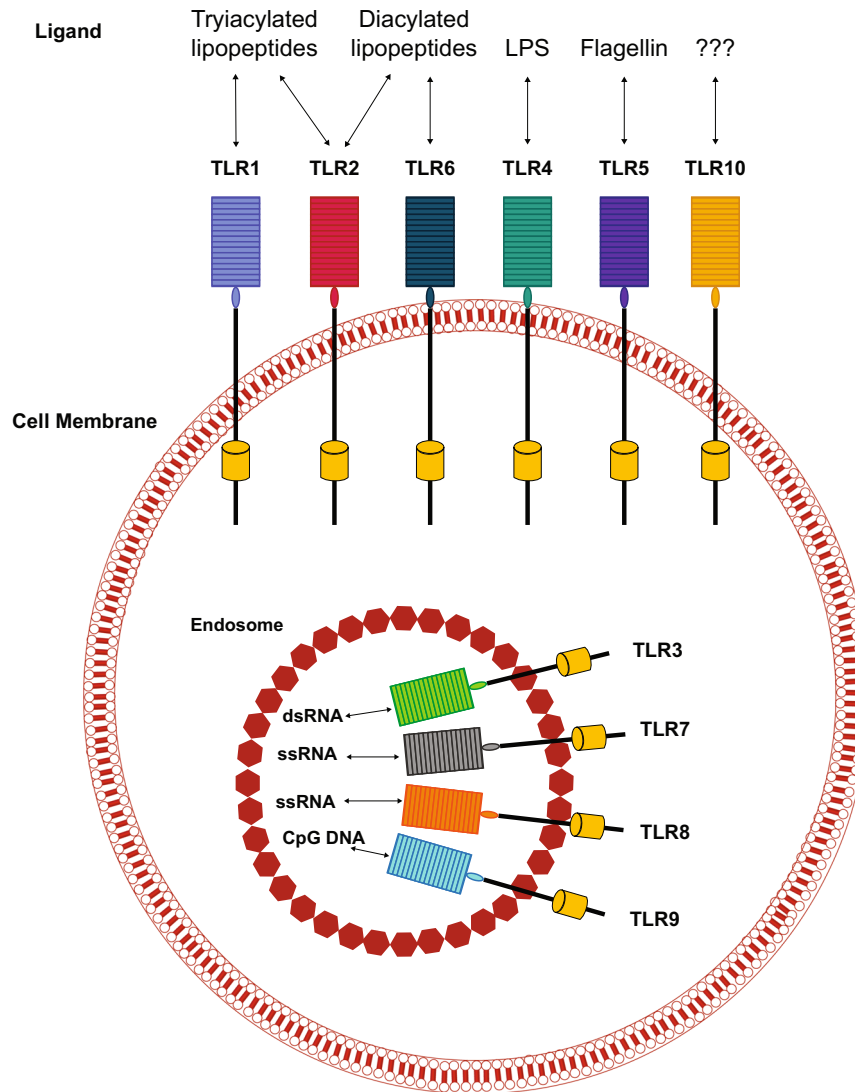 Ligand
Tryiacylated
lipopeptides
Diacylated
lipopeptides
LPS
Flagellin
???
TLR1
TLR2
TLR6
TLR4
TLR5
TLR10
Cell Membrane
Endosome
TLR3
dsRNA
TLR7
ssRNA
ssRNA
TLR8
CpG DNA
TLR9